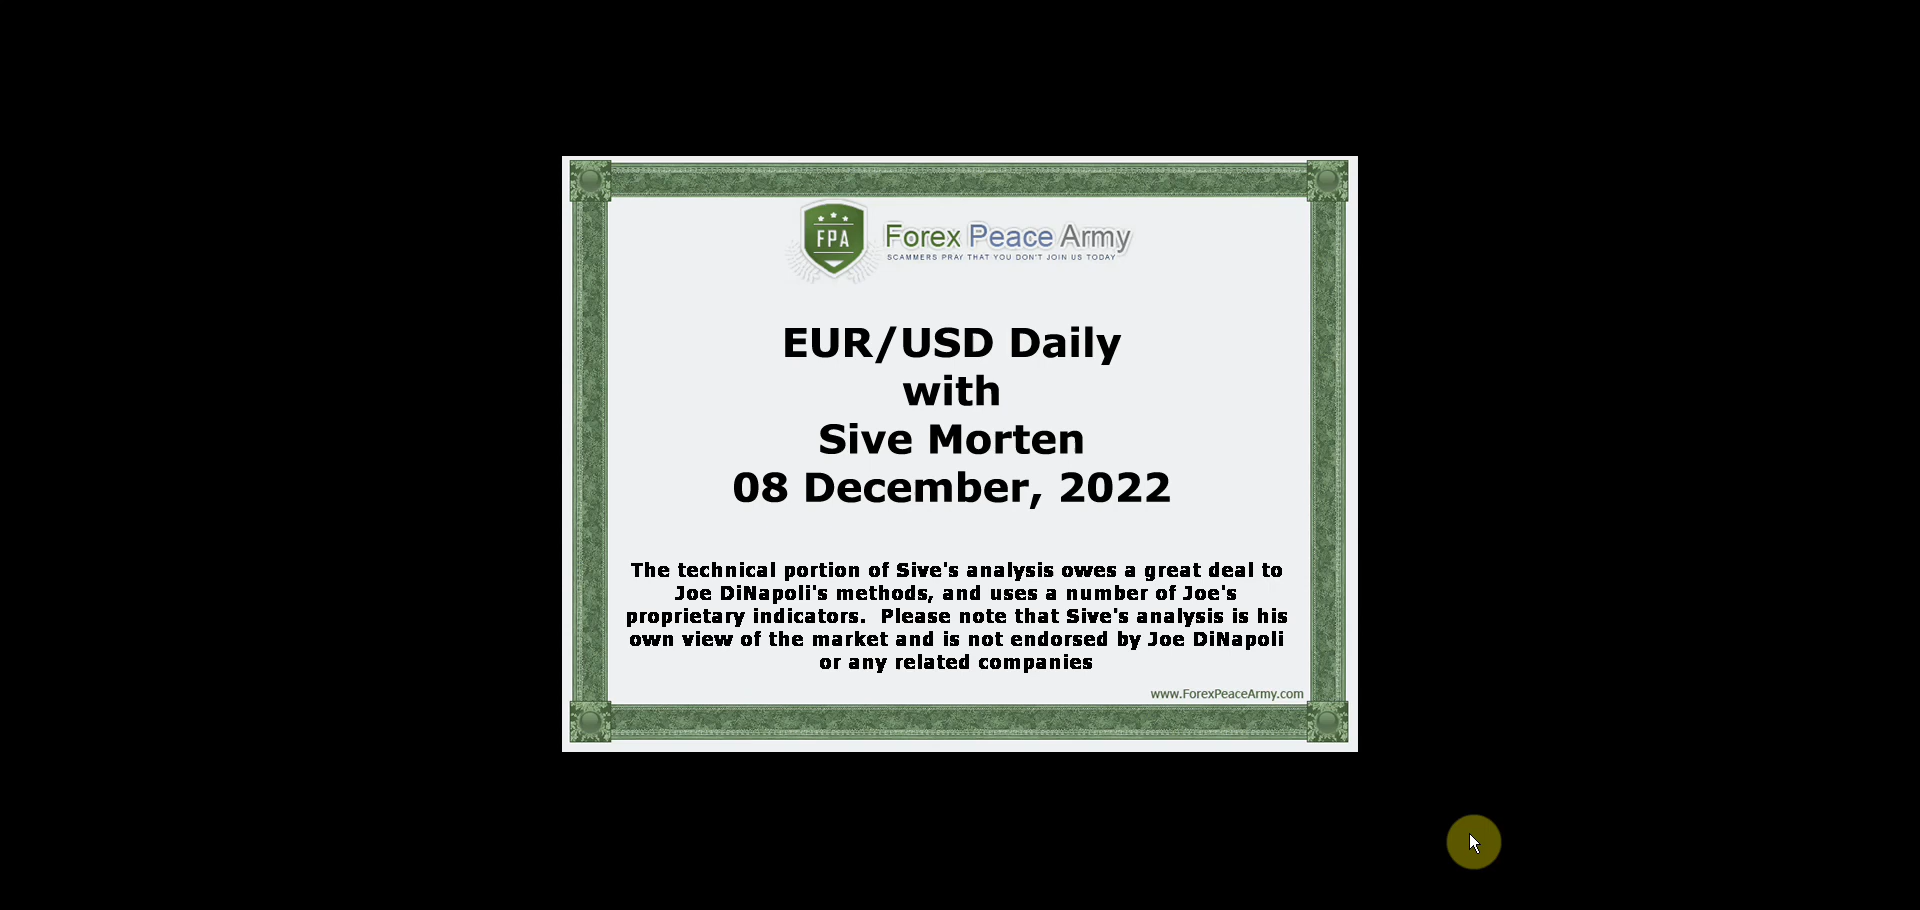 FPA
Forex Peace Army
SCAMMERS PRAY THAT YOU DON'T JOIN US TODAY
EUR/USD Daily
with
Sive Morten
08 December, 2022
The technical portion of Sive's analysis owes a great deal to
Joe DiNapoli's methods, and uses a number of Joe's
proprietary indicators.  Please note that Sive's analysis is his
own view of the market and is not endorsed by Joe DiNapoli
or any related companies
www.ForexPeaceArmy.com